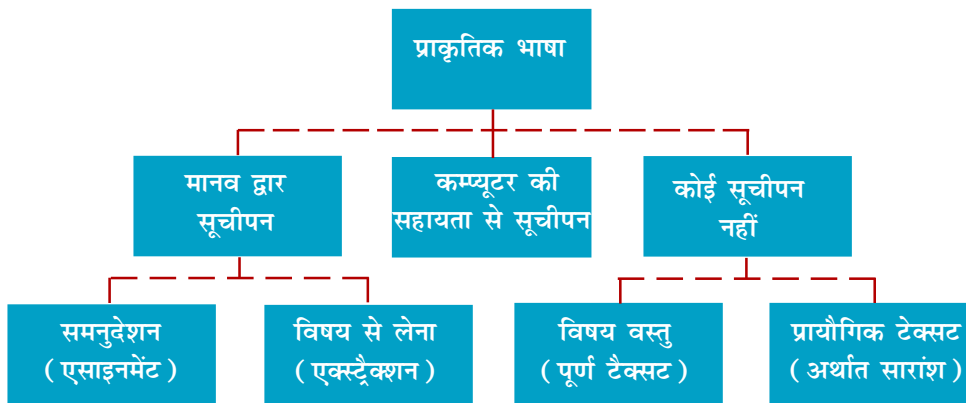 प्राकृतिक भाषा
मानव द्वार
सूचीपन
कम्प्यूटर की
सहायता से सूचीपन
कोई सूचीपन
नहीं
समनुदेशन
(एसाइनमेंट)
विषय से लेना
(एक्स्ट्रैक्शन)
विषय वस्तु
(पूर्ण टैक्सट)
प्रायौगिक टेक्सट
(अर्थात सारांश)